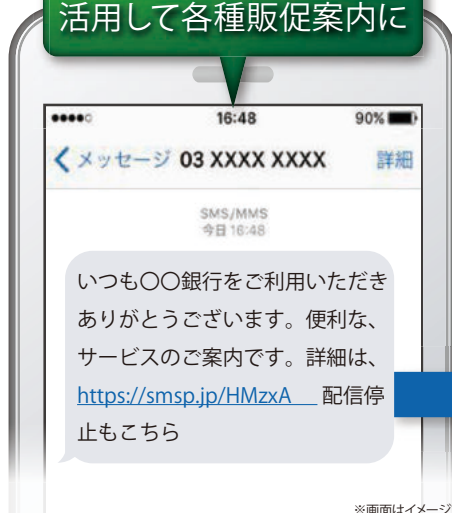 活用して各種販促案内に
16:48
90%
メッセージ 03 XXXX XXXX 詳細
SMS/MMS
今日 16:48
いつも〇〇銀行をご利用いただき
ありがとうございます。便利な、
サービスのご案内です。詳細は、
https://smsp.jp/HMzxA 配信停
止もこちら
※画面はイメージ